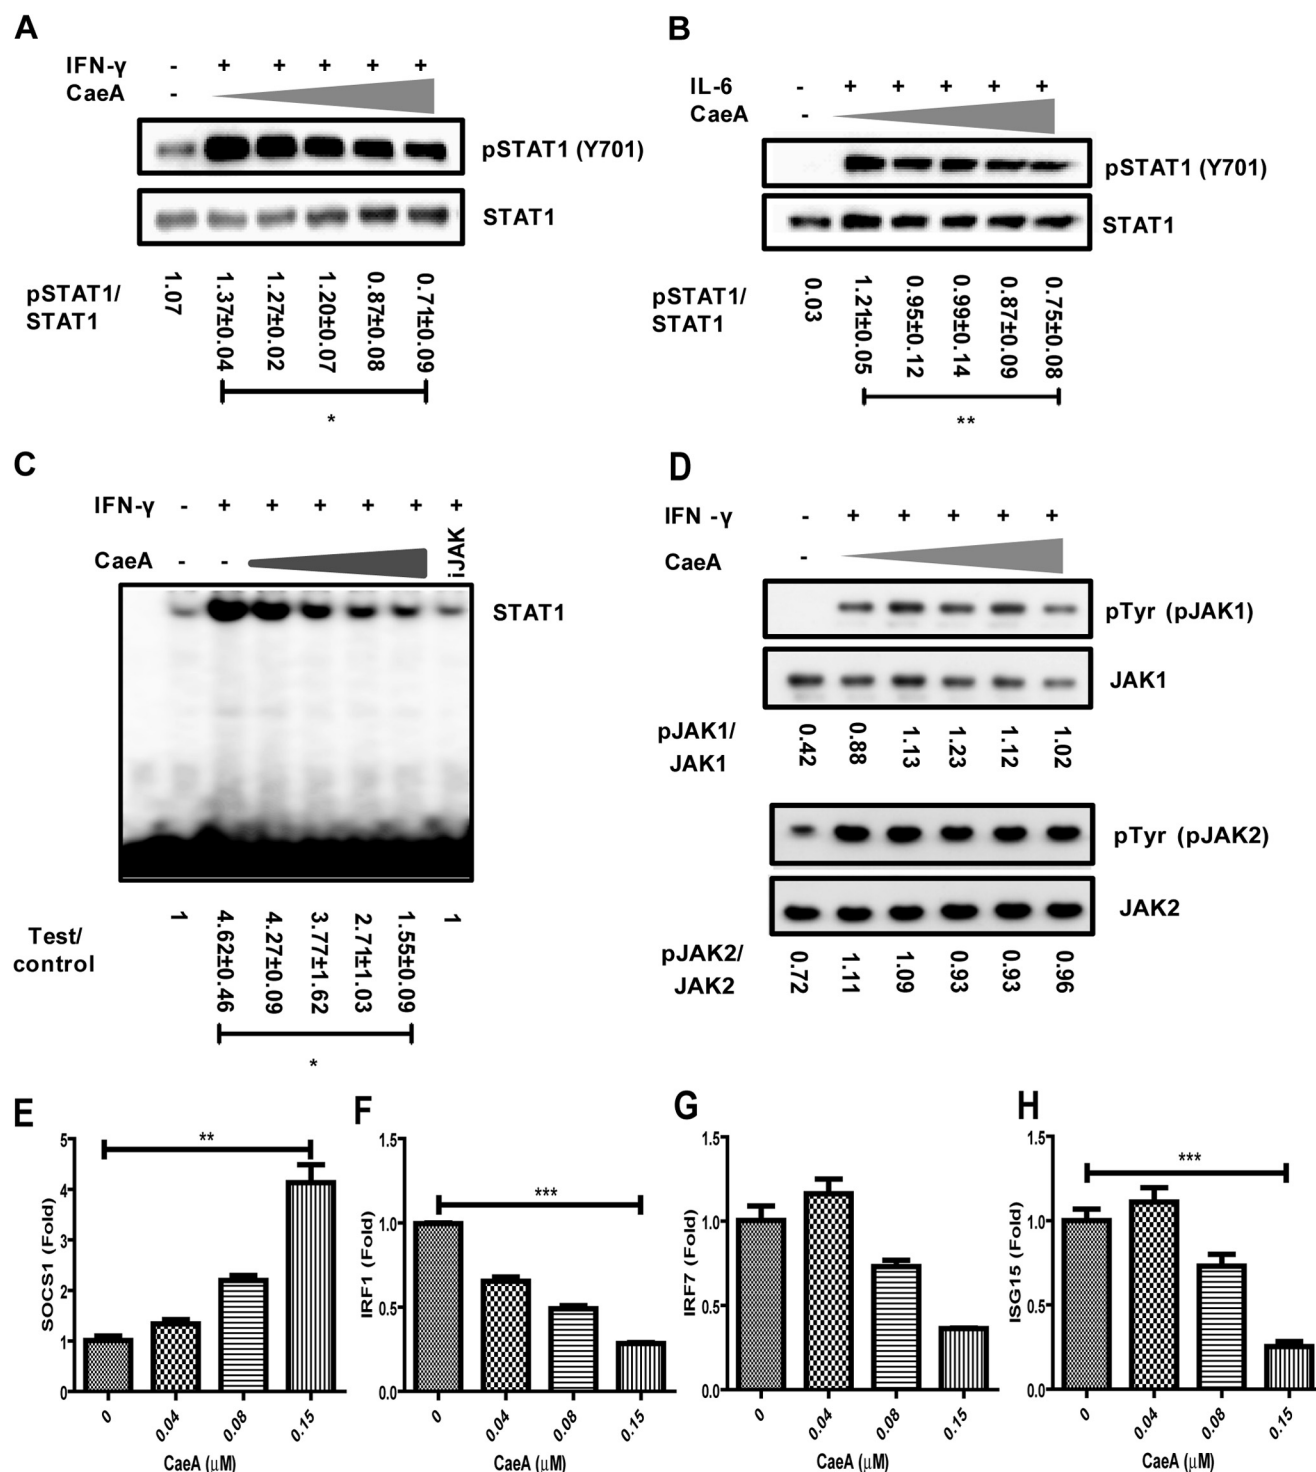 A
IFN-γ - + + + + +
CaeA -
pSTAT1 (Y701)
STAT1
pSTAT1/
STAT1
1.07
1.37±0.04
1.27±0.02
1.20±0.07
0.87±0.08
0.71±0.09
*
B
IL-6 - + + + + +
CaeA -
pSTAT1 (Y701)
STAT1
pSTAT1/
STAT1
0.03
1.21±0.05
0.95±0.12
0.99±0.14
0.87±0.09
0.75±0.08
**
C
IFN-γ - + + + + + +
CaeA - - iJAK
STAT1
Test/
control
1
4.62±0.46
4.27±0.09
3.77±1.62
2.71±1.03
1.55±0.09
1
*
D
IFN -γ - + + + + +
CaeA -
pTyr (pJAK1)
JAK1
pJAK1/
JAK1
0.42
0.88
1.13
1.23
1.12
1.02
pTyr (pJAK2)
JAK2
pJAK2/
JAK2
0.72
1.11
1.09
0.93
0.93
0.96
E
SOCS1 (Fold)
5
4
3
2
1
0
**
0 0.04 0.08 0.15
CaeA (μM)
F
IRF1 (Fold)
1.5
1.0
0.5
0.0
***
0 0.04 0.08 0.15
CaeA (μM)
G
IRF7 (Fold)
1.5
1.0
0.5
0.0
0 0.04 0.08 0.15
CaeA (μM)
H
ISG15 (Fold)
1.5
1.0
0.5
0.0
***
0 0.04 0.08 0.15
CaeA (μM)